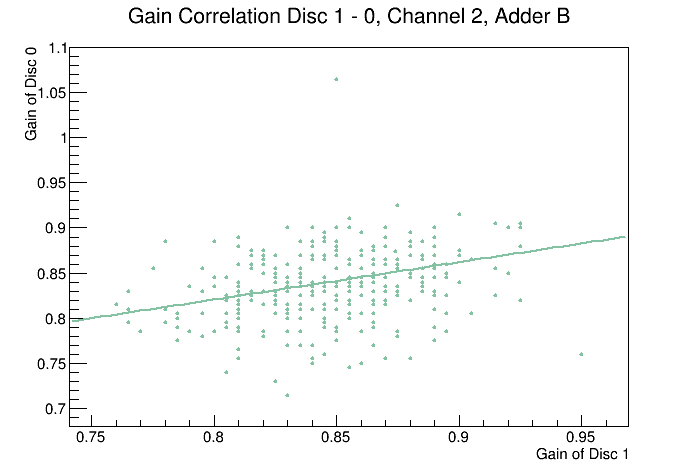 Gain Correlation Disc 1 - 0, Channel 2, Adder B
Gain of Disc 0
1.1
1.05
1
0.95
0.9
0.85
0.8
0.75
0.7
0.75 0.8 0.85 0.9 0.95
Gain of Disc 1